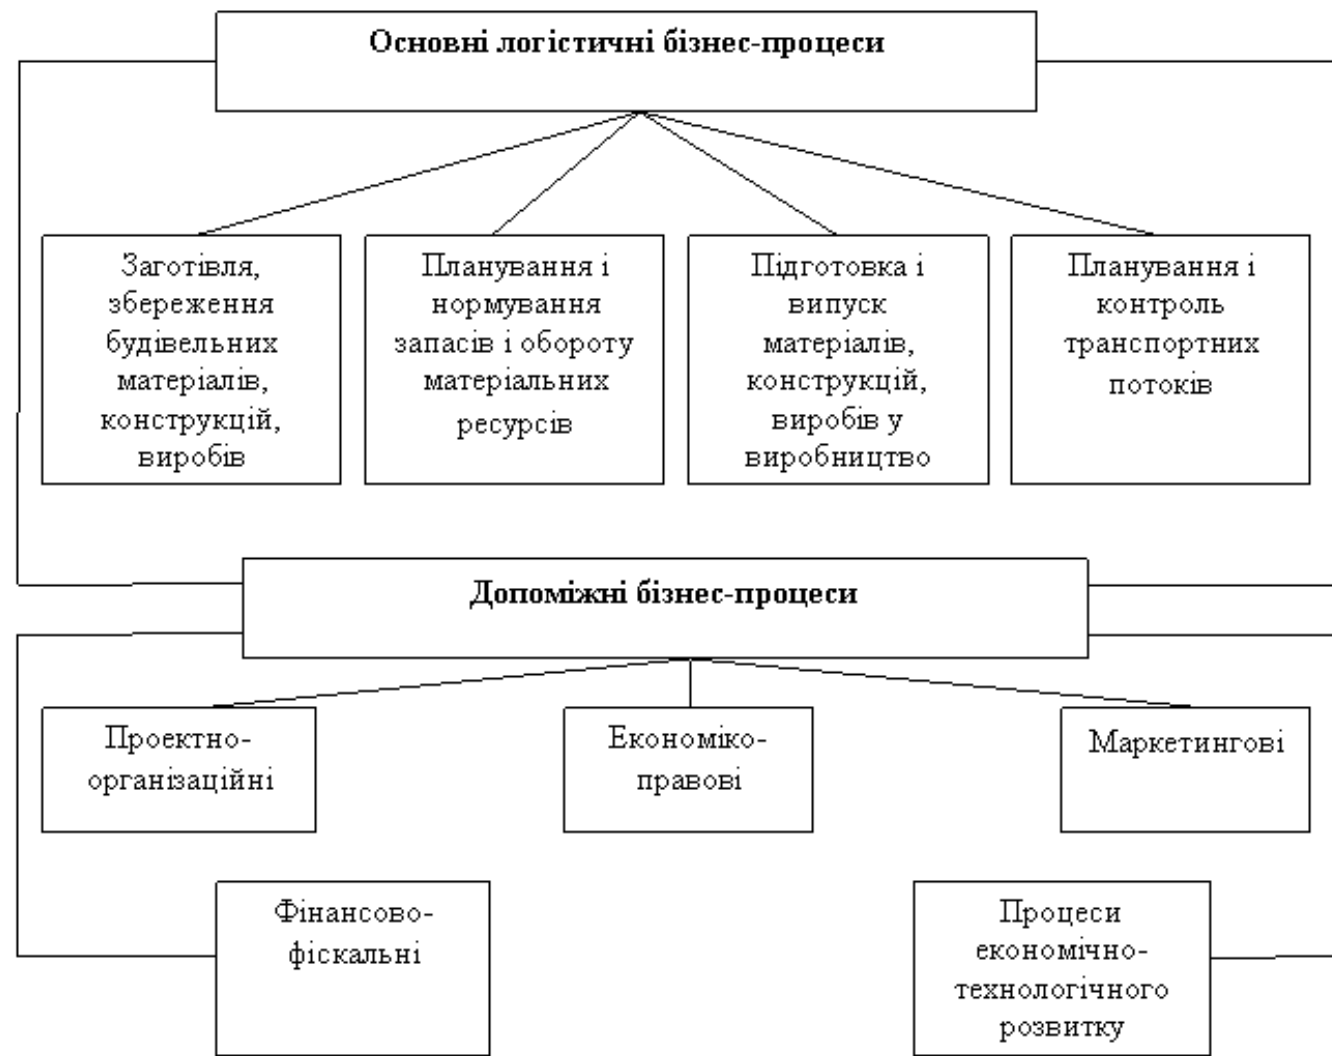 Основні логістичні бізнес-процеси
Заготівля,
збереження
будівельних
матеріалів,
конструкцій,
виробів
Планування і
нормування
запасів і обороту
матеріальних
ресурсів
Підготовка і
випуск
матеріалів,
конструкцій,
виробів у
виробництво
Планування і
контроль
транспортних
потоків
Допоміжні бізнес-процеси
Проектно-
організаційні
Економіко-
правові
Маркетингові
Фінансово-
фіскальні
Процеси
економічно-
технологічного
розвитку